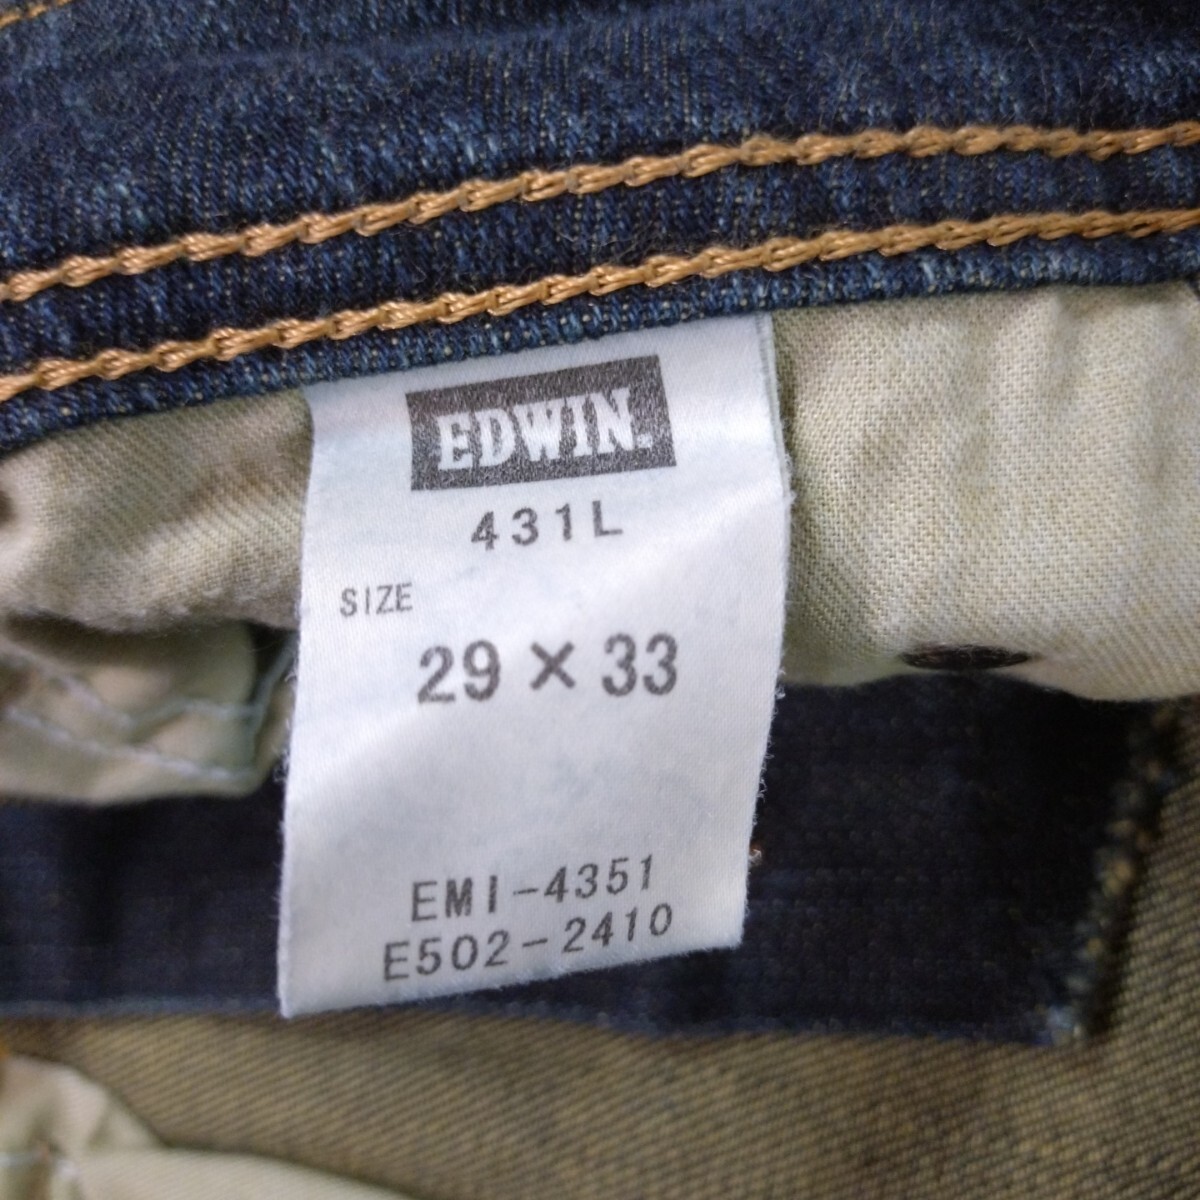 EDWIN.
431L
SIZE
29×33
EMI-4351
E502-2410